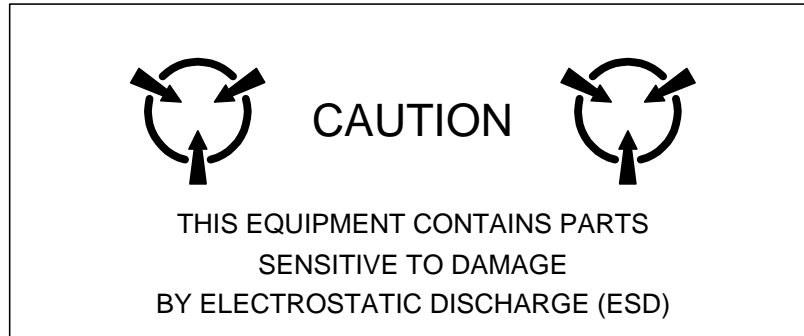 CAUTION
THIS EQUIPMENT CONTAINS PARTS
SENSITIVE TO DAMAGE
BY ELECTROSTATIC DISCHARGE (ESD)